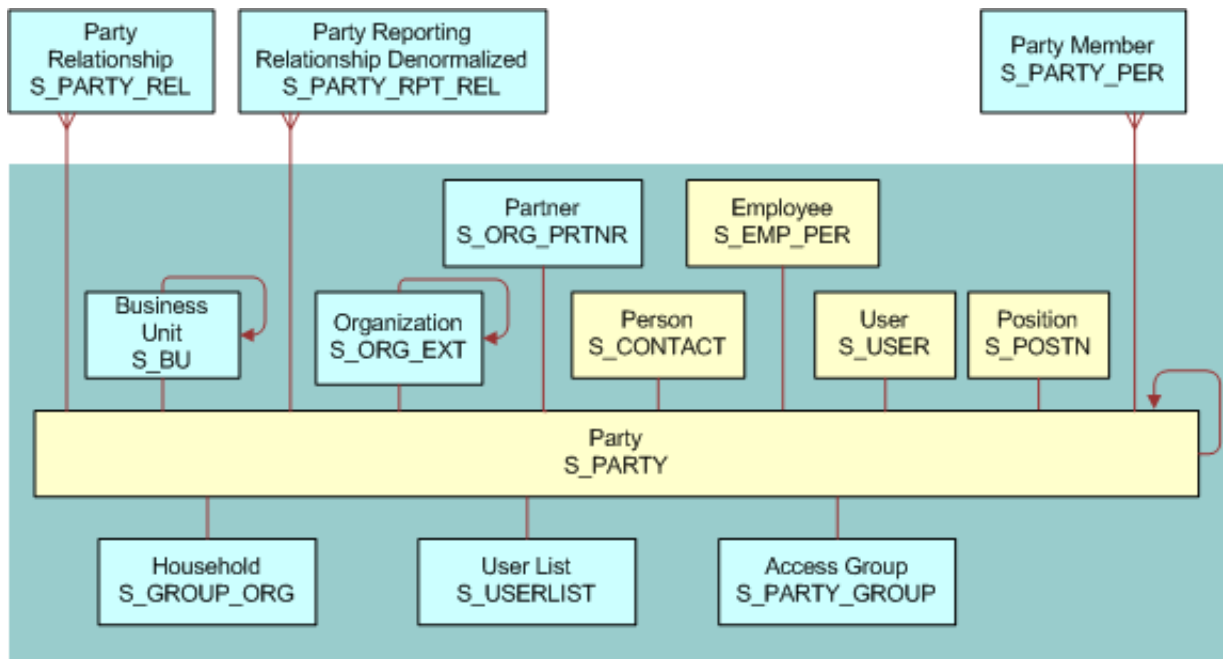 Party
Relationship
S_PARTY_REL
Party Reporting
Relationship Denormalized
S_PARTY_RPT_REL
Party Member
S_PARTY_PER
Partner
S_ORG_PRTNR
Employee
S_EMP_PER
Business
Unit
S_BU
Organization
S_ORG_EXT
Person
S_CONTACT
User
S_USER
Position
S_POSTN
Party
S_PARTY
Household
S_GROUP_ORG
User List
S_USERLIST
Access Group
S_PARTY_GROUP